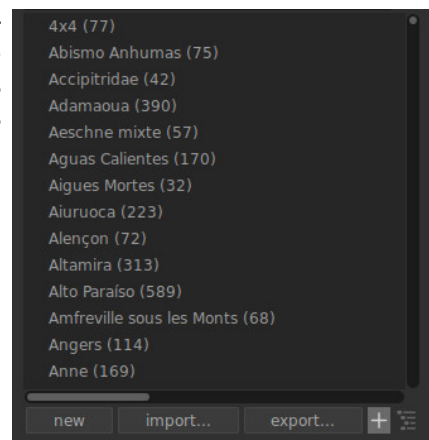 4x4 (77)
Abismo Anhumas (75)
Accipitridae (42)
Adamaoua (390)
Aeschne mixte (57)
Aguas Calientes (170)
Aigues Mortes (32)
Aiuruoca (223)
Alençon (72)
Altamira (313)
Alto Paraíso (589)
Amfreville sous les Monts (68)
Angers (114)
Anne (169)
new import... export... +